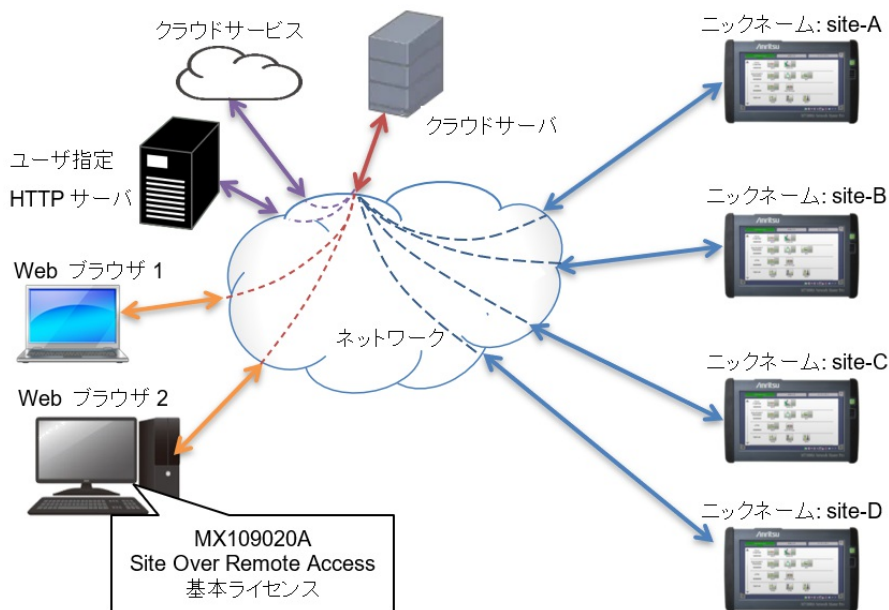 クラウドサービス
クラウドサーバ
ユーザ指定
HTTP サーバ
Web ブラウザ 1
Web ブラウザ 2
ネットワーク
MX109020A
Site Over Remote Access
基本ライセンス
ニックネーム: site-A
Anritsu
ニックネーム: site-B
Anritsu
ニックネーム: site-C
Anritsu
ニックネーム: site-D
Anritsu